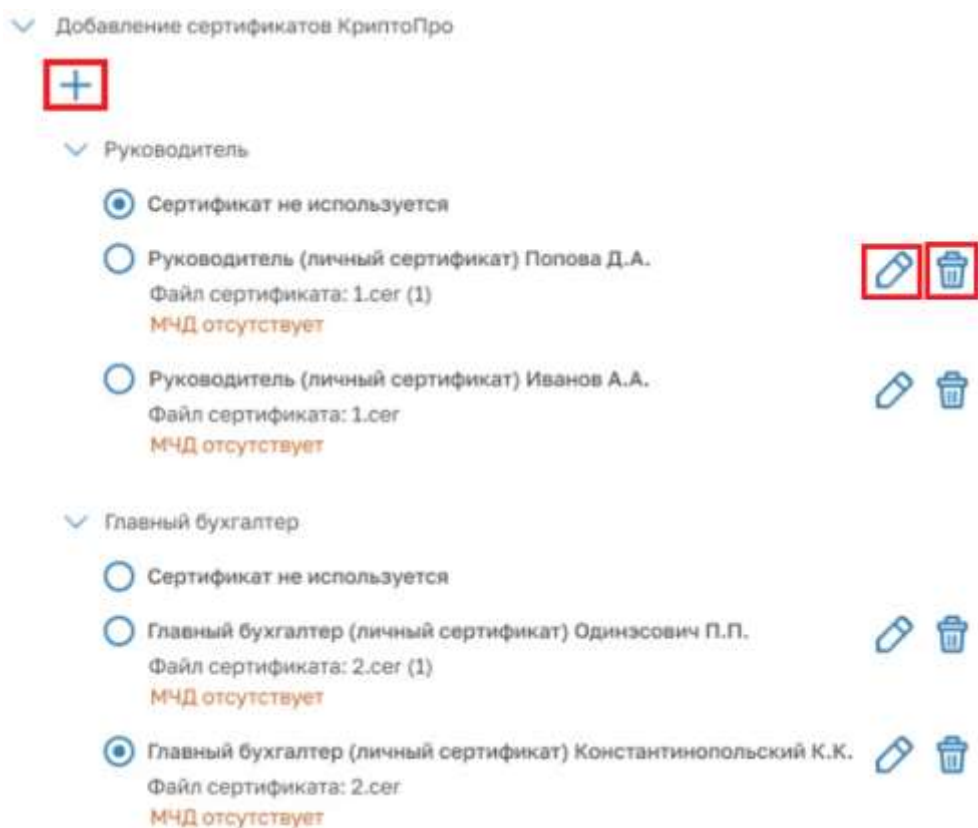 Добавление сертификатов КриптоПро
Руководитель
Сертификат не используется
Руководитель (личный сертификат) Попова Д.А.
Файл сертификата: 1.cer (1)
МЧД отсутствует
Руководитель (личный сертификат) Иванов А.А.
Файл сертификата: 1.cer
МЧД отсутствует
Главный бухгалтер
Сертификат не используется
Главный бухгалтер (личный сертификат) Одинэсович П.П.
Файл сертификата: 2.cer (1)
МЧД отсутствует
Главный бухгалтер (личный сертификат) Константинопольский К.К.
Файл сертификата: 2.cer
МЧД отсутствует